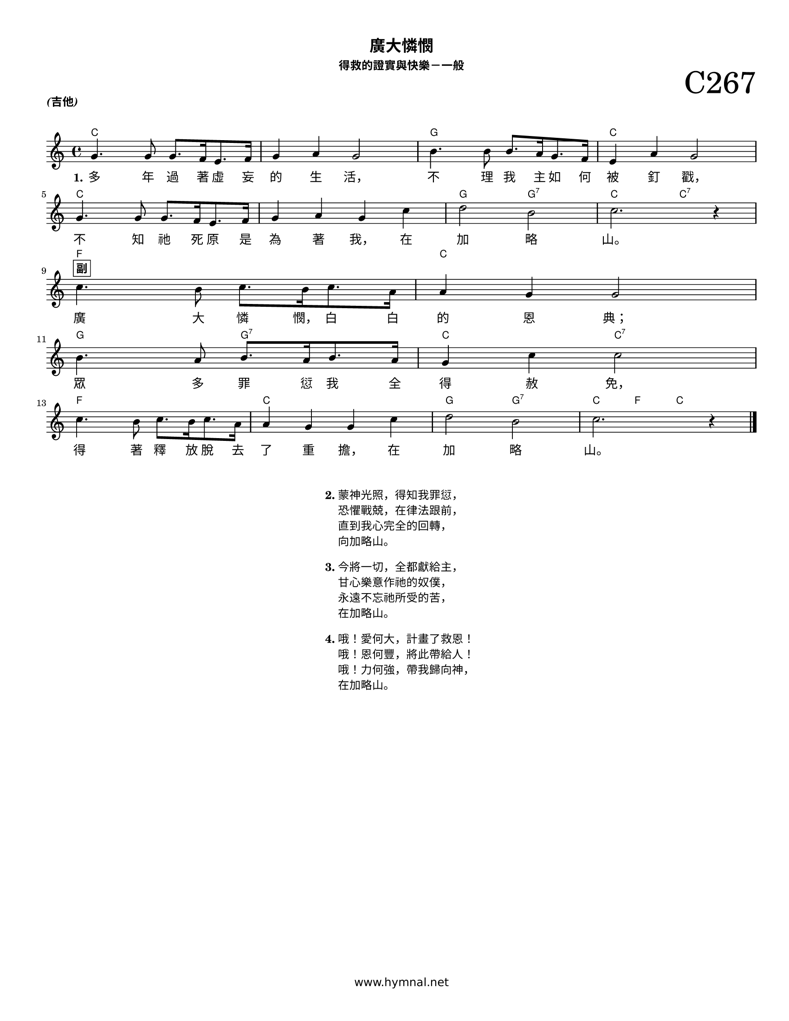 廣大憐憫
得救的證實與快樂－一般
C267
(吉他)
C G C
1. 多 年 過 著 虛 妄 的 生 活， 不 理 我 主 如 何 被 釘 戳，
5 C G G7 C C7
不 知 祂 死 原 是 為 著 我， 在 加 略 山。
F C
9 副
廣 大 憐 憫， 白 白 的 恩 典；
11 G G7 C C7
眾 多 罪 愆 我 全 得 赦 免，
13 F C G G7 C F C
得 著 釋 放 脫 去 了 重 擔， 在 加 略 山。
2. 蒙神光照，得知我罪愆，
恐懼戰兢，在律法跟前，
直到我心完全的回轉，
向加略山。
3. 今將一切，全都獻給主，
甘心樂意作祂的奴僕，
永遠不忘祂所受的苦，
在加略山。
4. 哦！愛何大，計畫了救恩！
哦！恩何豐，將此帶給人！
哦！力何強，帶我歸向神，
在加略山。
www.hymnal.net